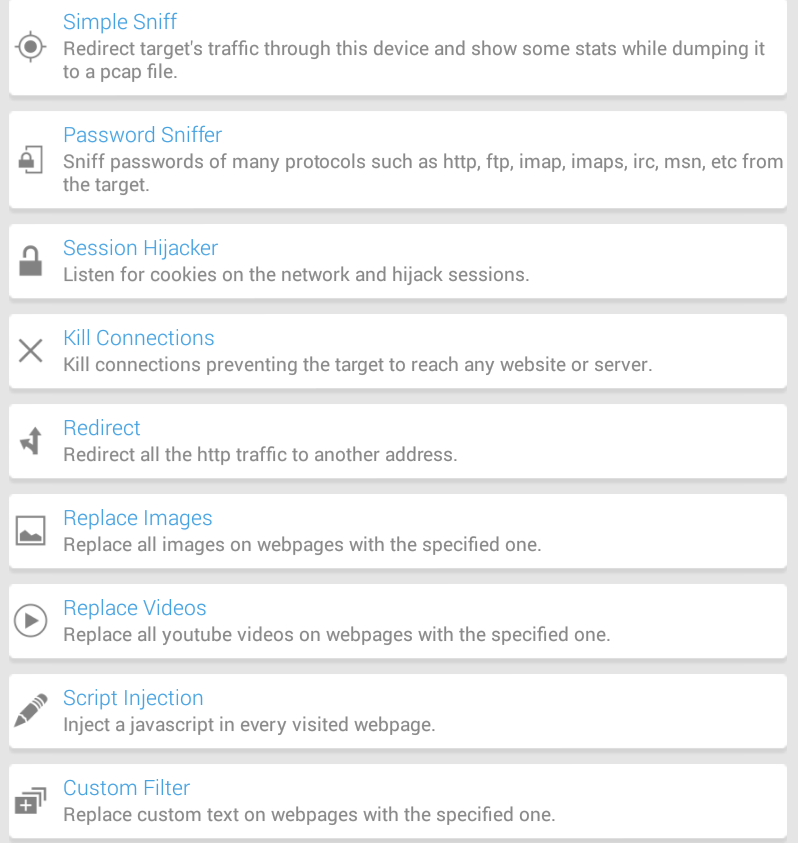 Simple Sniff
Redirect target's traffic through this device and show some stats while dumping it
to a pcap file.
Password Sniffer
Sniff passwords of many protocols such as http, ftp, imap, imaps, irc, msn, etc from
the target.
Session Hijacker
Listen for cookies on the network and hijack sessions.
Kill Connections
Kill connections preventing the target to reach any website or server.
Redirect
Redirect all the http traffic to another address.
Replace Images
Replace all images on webpages with the specified one.
Replace Videos
Replace all youtube videos on webpages with the specified one.
Script Injection
Inject a javascript in every visited webpage.
Custom Filter
Replace custom text on webpages with the specified one.